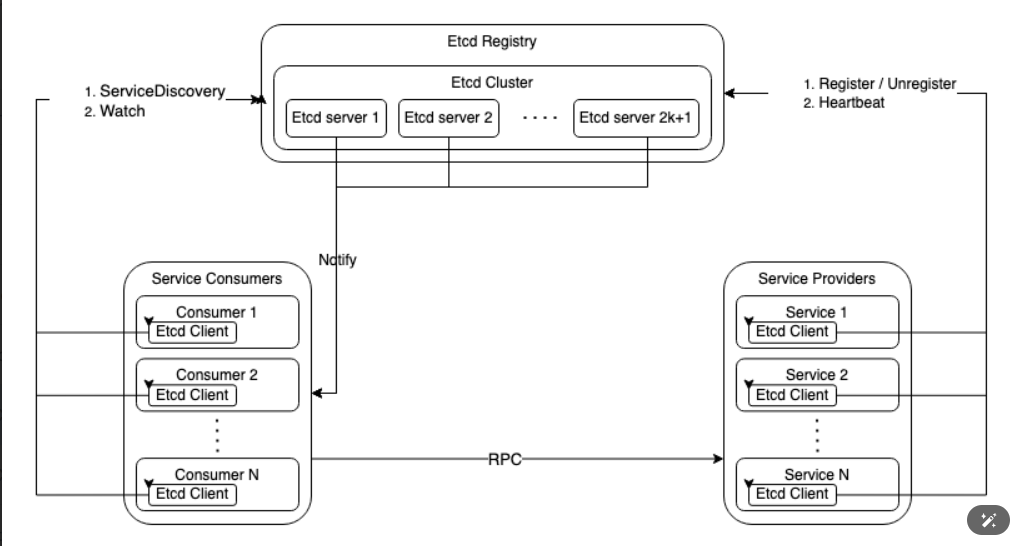 Etcd Registry
Etcd Cluster
Etcd server 1
Etcd server 2
. . . .
Etcd server 2k+1
1. ServiceDiscovery
2. Watch
1. Register / Unregister
2. Heartbeat
Notify
Service Consumers
Consumer 1
Etcd Client
Consumer 2
Etcd Client
Consumer N
Etcd Client
RPC
Service Providers
Service 1
Etcd Client
Service 2
Etcd Client
Service N
Etcd Client